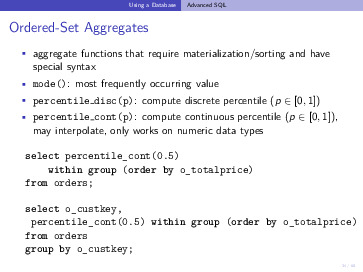 Using a Database Advanced SQL
Ordered-Set Aggregates
aggregate functions that require materialization/sorting and have
special syntax
mode(): most frequently occurring value
percentile_disc(p): compute discrete percentile (p ∈ [0, 1])
percentile_cont(p): compute continuous percentile (p ∈ [0, 1]),
may interpolate, only works on numeric data types
select percentile_cont(0.5)
within group (order by o_totalprice)
from orders;
select o_custkey,
percentile_cont(0.5) within group (order by o_totalprice)
from orders
group by o_custkey;